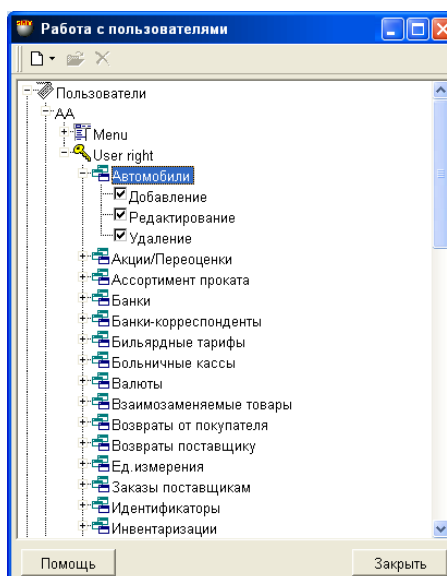 Работа с пользователями
Пользователи
AA
Menu
User right
Автомобили
Добавление
Редактирование
Удаление
Акции/Переоценки
Ассортимент проката
Банки
Банки-корреспонденты
Бильярдные тарифы
Больничные кассы
Валюты
Взаимозаменяемые товары
Возвраты от покупателя
Возвраты поставщику
Ед.измерения
Заказы поставщикам
Идентификаторы
Инвентаризации
Помощь
Закрыть